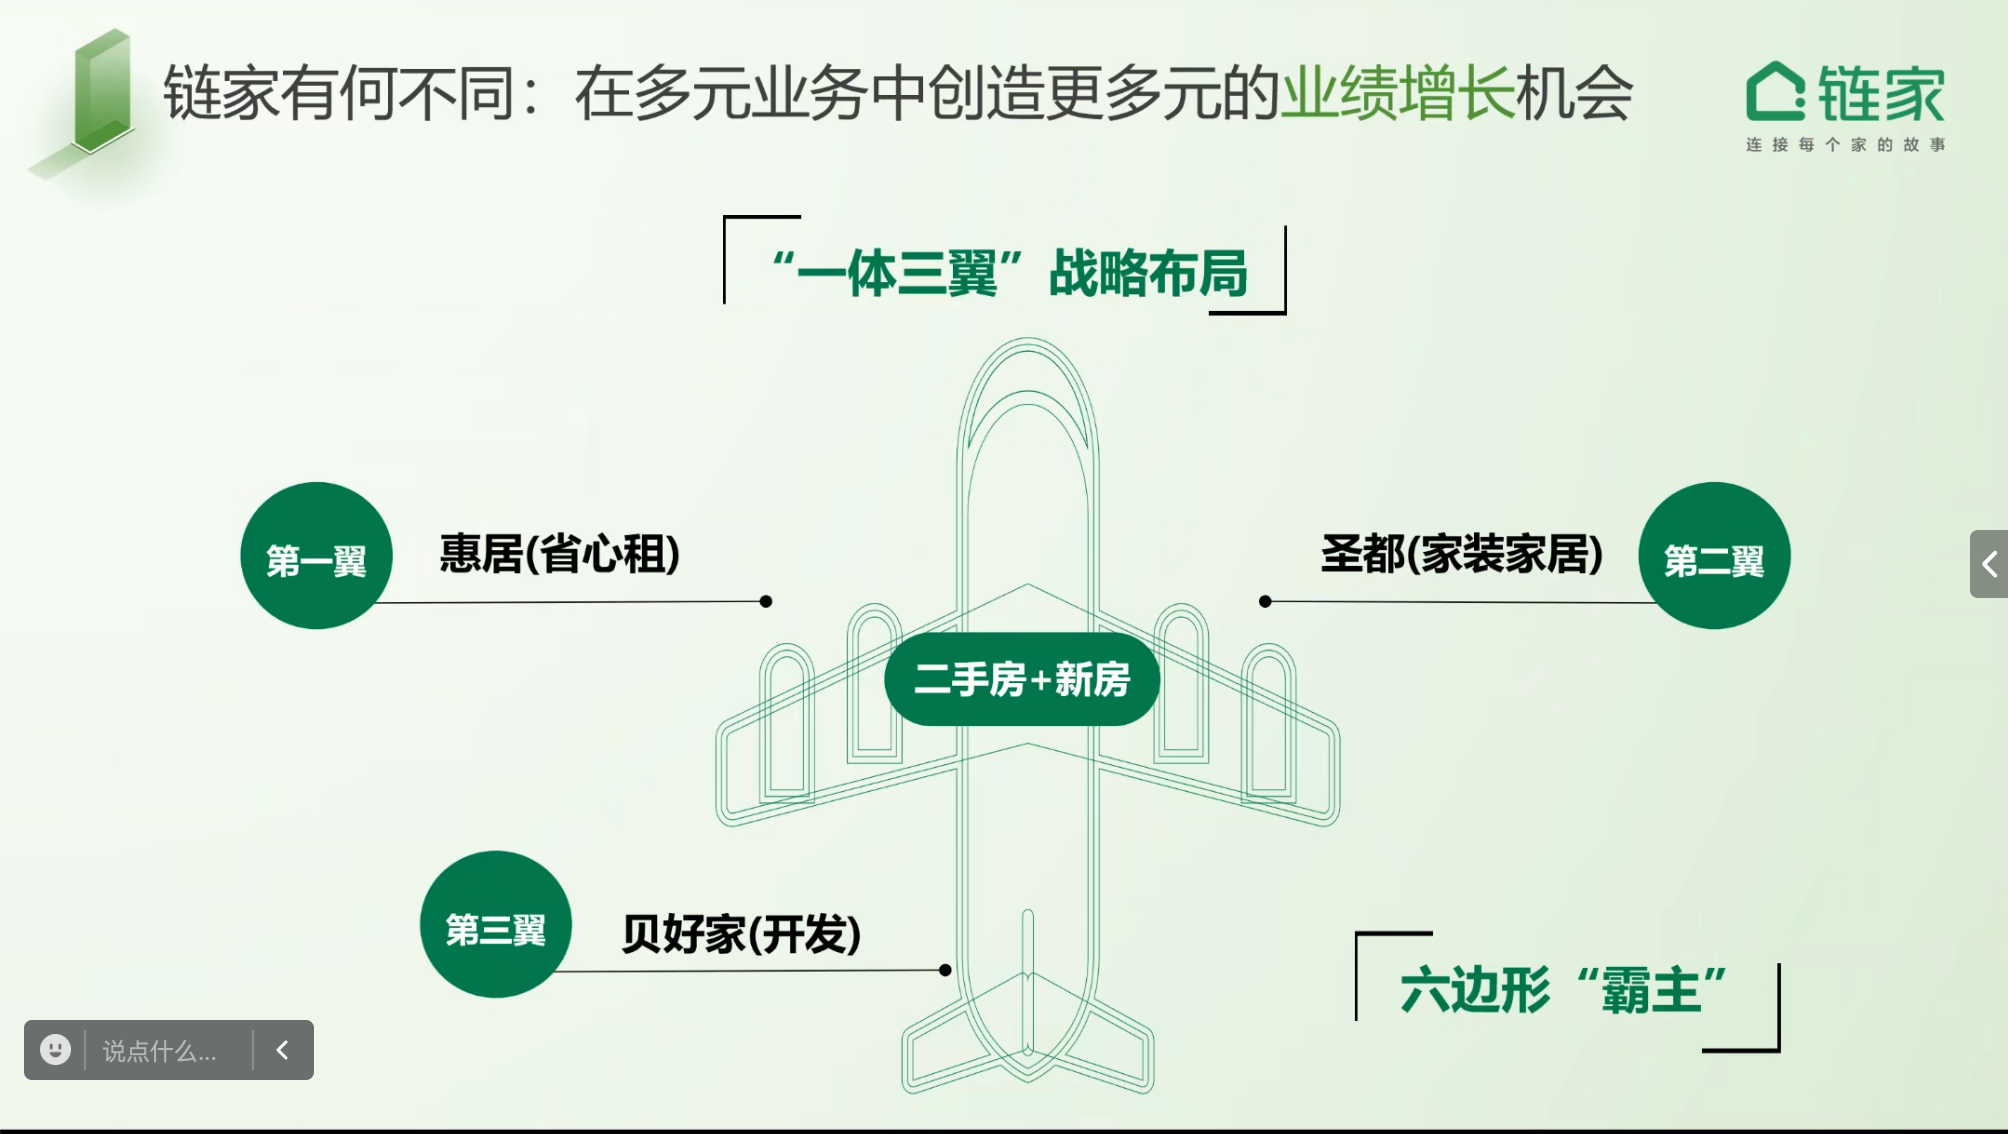 链家有何不同：在多元业务中创造更多元的业绩增长机会
链家
连接每个家的故事
“一体三翼”战略布局
第一翼
惠居(省心租)
圣都(家装家居)
第二翼
二手房+新房
第三翼
贝好家(开发)
六边形“霸主”
说点什么...